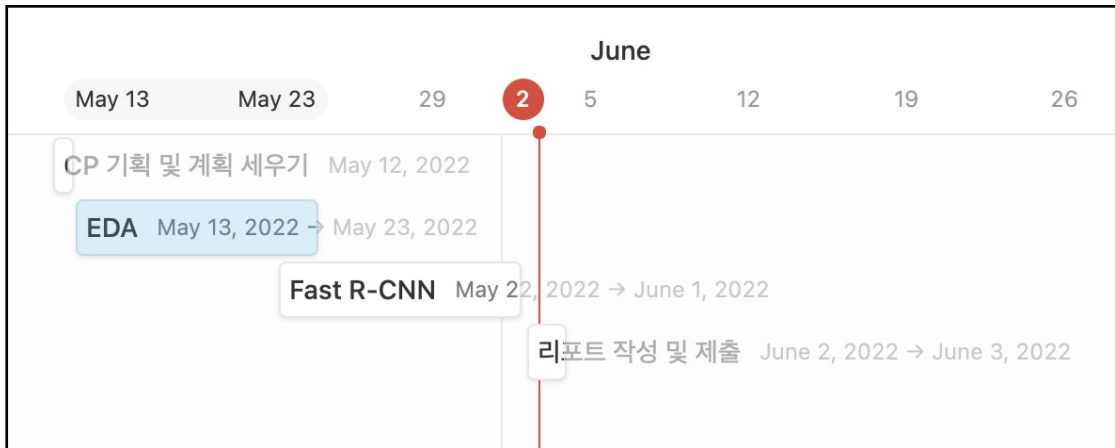 June
May 13 May 23 29 2 5 12 19 26
CP 기획 및 계획 세우기 May 12, 2022
EDA May 13, 2022 → May 23, 2022
Fast R-CNN May 22, 2022 → June 1, 2022
리포트 작성 및 제출 June 2, 2022 → June 3, 2022